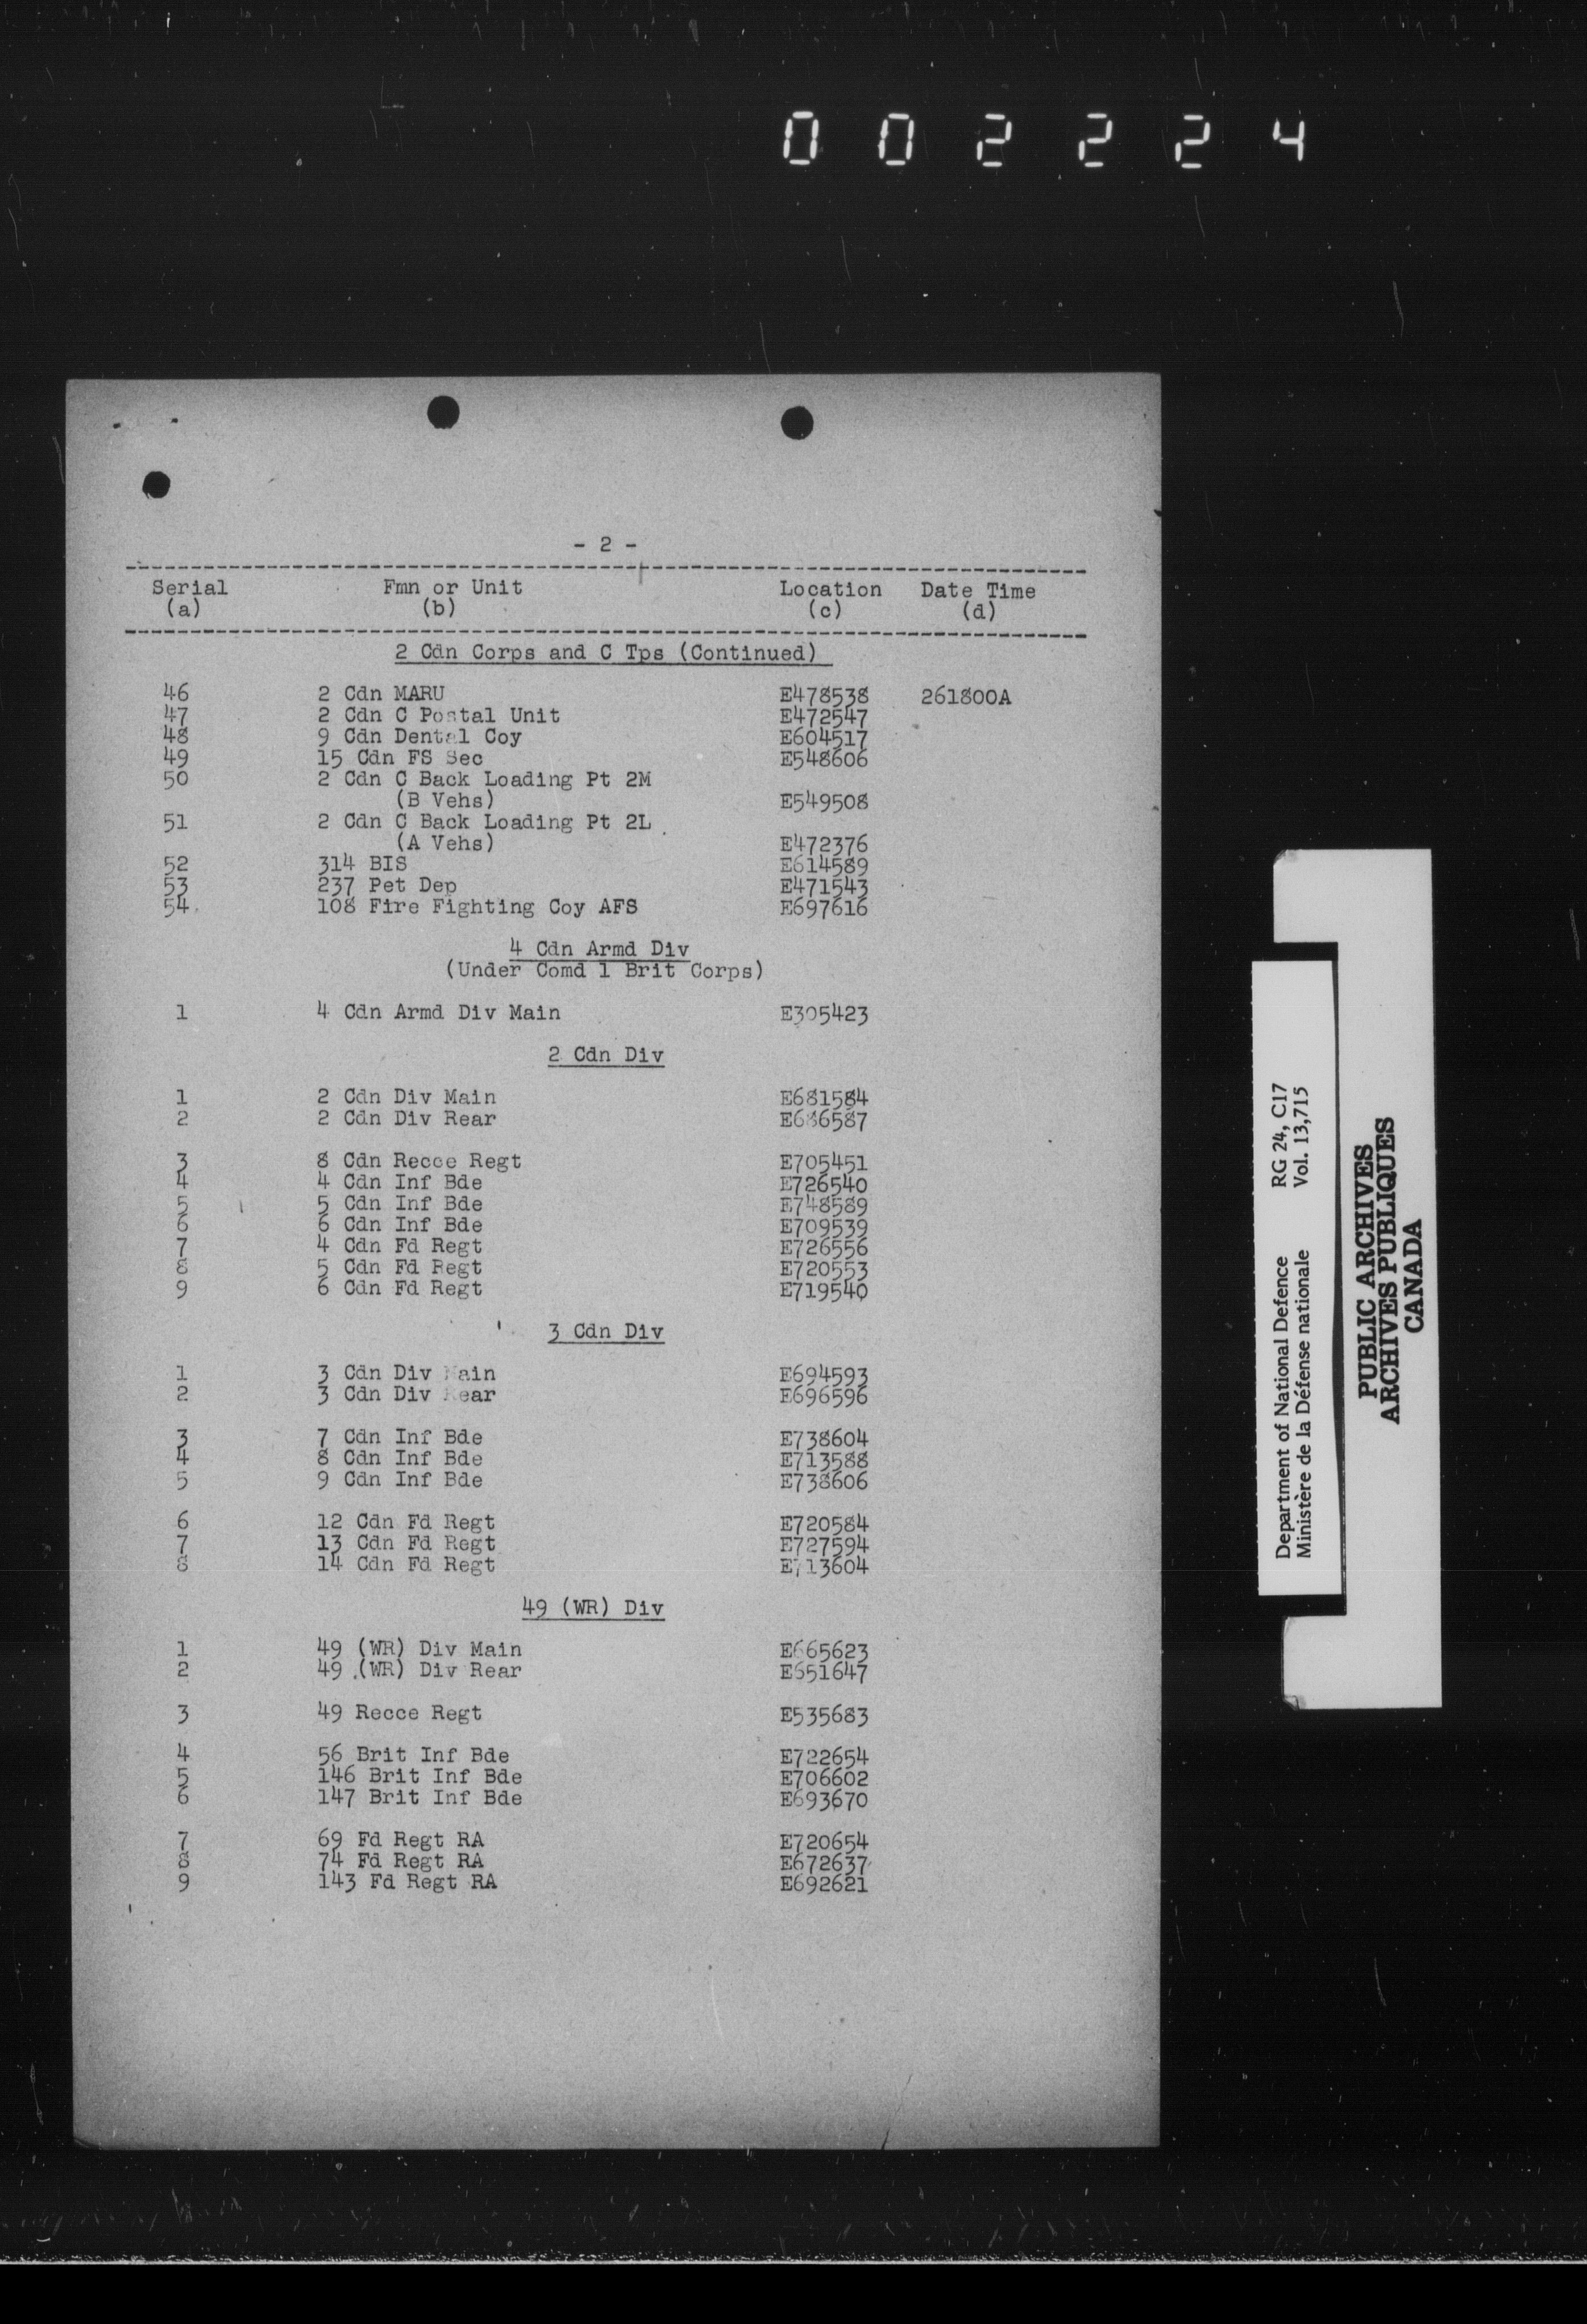 0 0 2 2 2 4
- 2 -
Serial Fmn or Unit Location Date Time
(a) (b) (c) (d)
2 Cdn Corps and C Tps (Continued)
46 2 Cdn MARU E478538 261800A
47 2 Cdn C Postal Unit E472547
48 9 Cdn Dental Coy E604517
49 15 Cdn FS Sec E548606
50 2 Cdn C Back Loading Pt 2M
(B Vehs) E549508
51 2 Cdn C Back Loading Pt 2L
(A Vehs) E472376
52 314 BIS E614589
53 237 Pet Dep E471543
54 108 Fire Fighting Coy AFS E697616
4 Cdn Armd Div
(Under Comd 1 Brit Corps)
1 4 Cdn Armd Div Main E305423
2 Cdn Div
1 2 Cdn Div Main E681584
2 2 Cdn Div Rear E686587
3 8 Cdn Recce Regt E705451
4 4 Cdn Inf Bde E726540
5 5 Cdn Inf Bde E748589
6 6 Cdn Inf Bde E709539
7 4 Cdn Fd Regt E726556
8 5 Cdn Fd Regt E720553
9 6 Cdn Fd Regt E719540
3 Cdn Div
1 3 Cdn Div Main E694593
2 3 Cdn Div Rear E696596
3 7 Cdn Inf Bde E738604
4 8 Cdn Inf Bde E713588
5 9 Cdn Inf Bde E738606
6 12 Cdn Fd Regt E720584
7 13 Cdn Fd Regt E727594
8 14 Cdn Fd Regt E713604
49 (WR) Div
1 49 (WR) Div Main E665623
2 49 (WR) Div Rear E651647
3 49 Recce Regt E535683
4 56 Brit Inf Bde E722654
5 146 Brit Inf Bde E706602
6 147 Brit Inf Bde E693670
7 69 Fd Regt RA E720654
8 74 Fd Regt RA E672637
9 143 Fd Regt RA E692621
Department of National Defence RG 24, C17
Ministère de la Défense nationale Vol. 13,715
PUBLIC ARCHIVES
ARCHIVES PUBLIQUES
CANADA